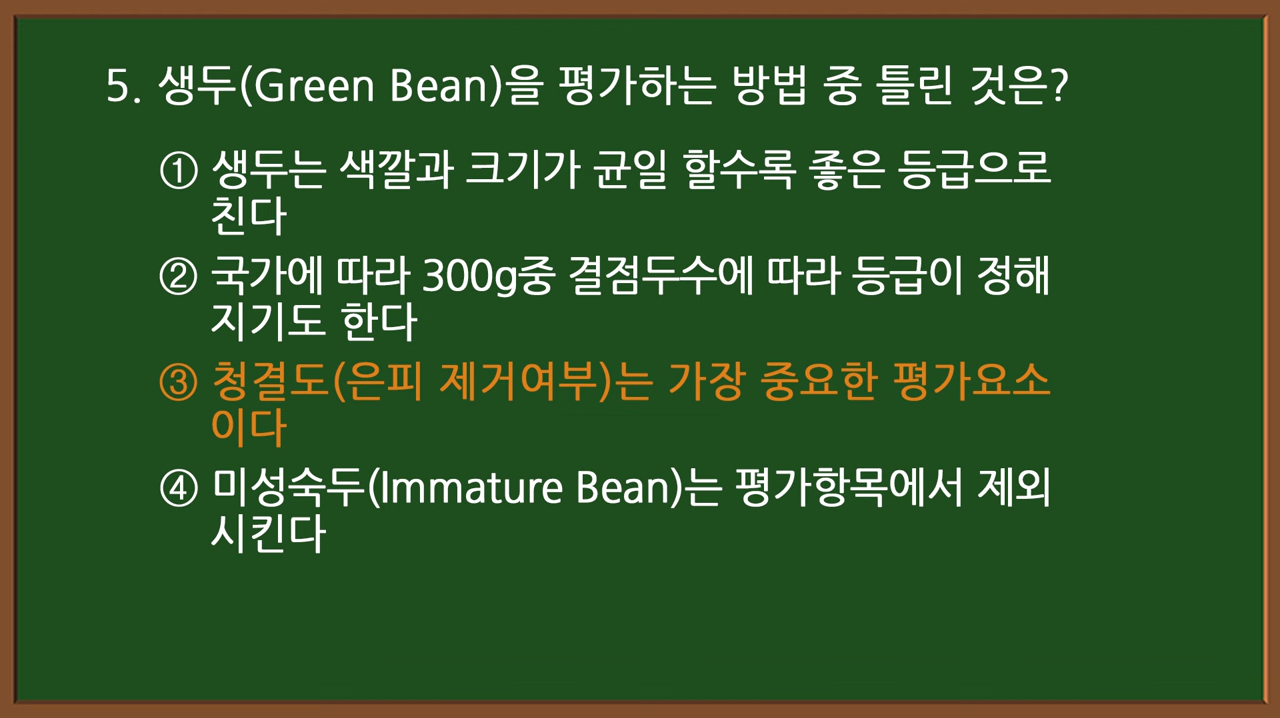 5. 생두(Green Bean)을 평가하는 방법 중 틀린 것은?
① 생두는 색깔과 크기가 균일 할수록 좋은 등급으로
친다
② 국가에 따라 300g중 결점두수에 따라 등급이 정해
지기도 한다
③ 청결도(은피 제거여부)는 가장 중요한 평가요소
이다
④ 미성숙두(Immature Bean)는 평가항목에서 제외
시킨다